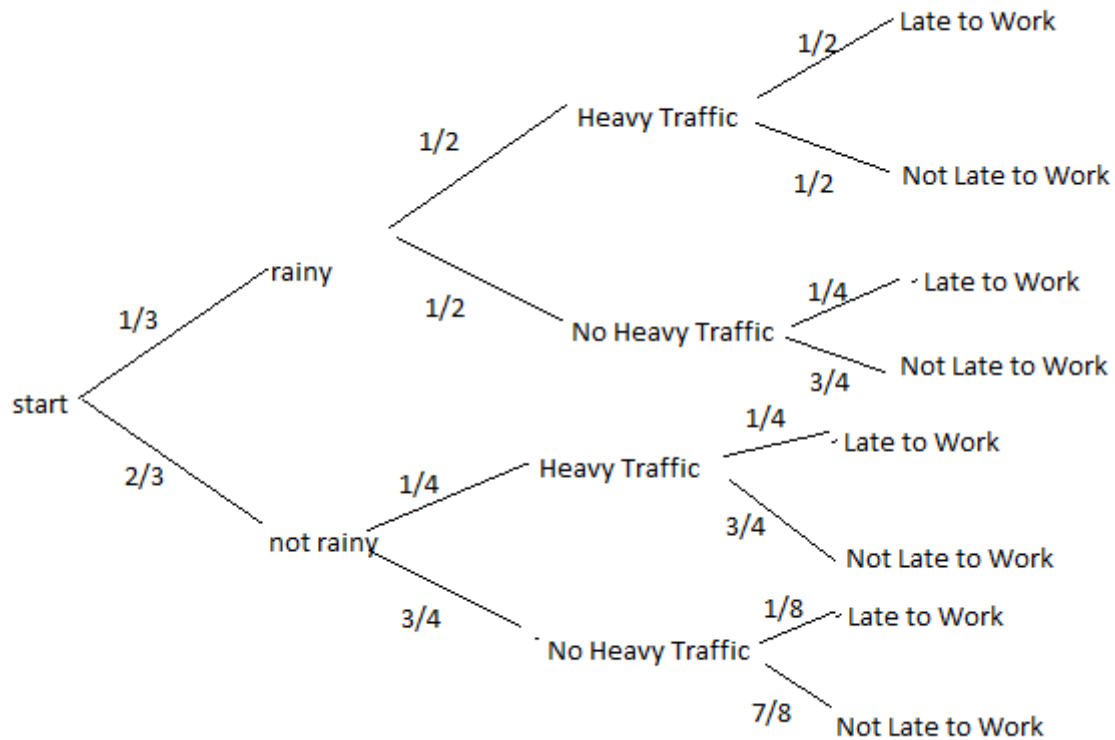 Late to Work
1/2
Heavy Traffic
1/2
Not Late to Work
1/2
rainy
1/4
Late to Work
1/2
No Heavy Traffic
1/3
Not Late to Work
3/4
start
1/4
Late to Work
2/3
Heavy Traffic
1/4
3/4
not rainy
Not Late to Work
1/8
Late to Work
3/4
No Heavy Traffic
7/8
Not Late to Work